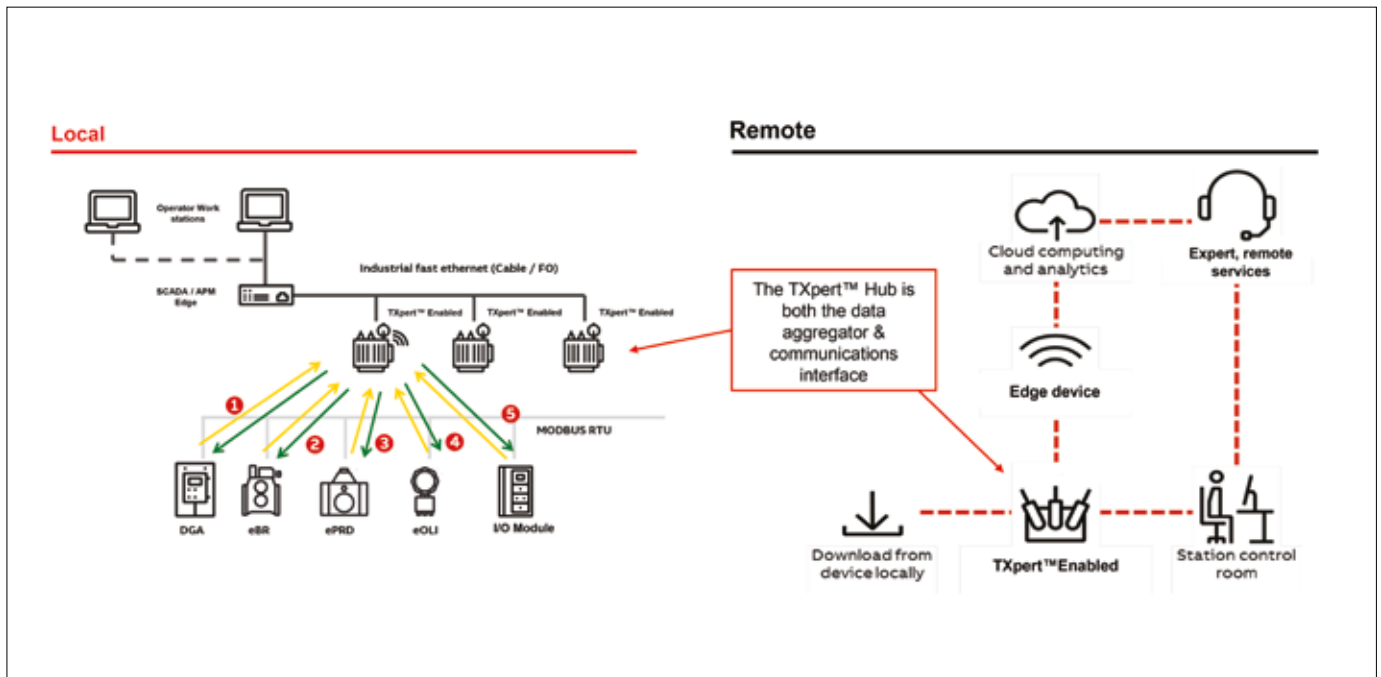 Local
Operator Work
stations
SCADA / APM
Edge
Industrial fast ethernet (Cable / FO)
TXpert™ Enabled
TXpert™ Enabled
TXpert™ Enabled
1
2
3
4
5
MODBUS RTU
DGA
eBR
ePRD
eOLI
I/O Module
The TXpert™ Hub is
both the data
aggregator &
communications
interface
Remote
Cloud computing
and analytics
Expert, remote
services
Edge device
Download from
device locally
TXpert™Enabled
Station control
room